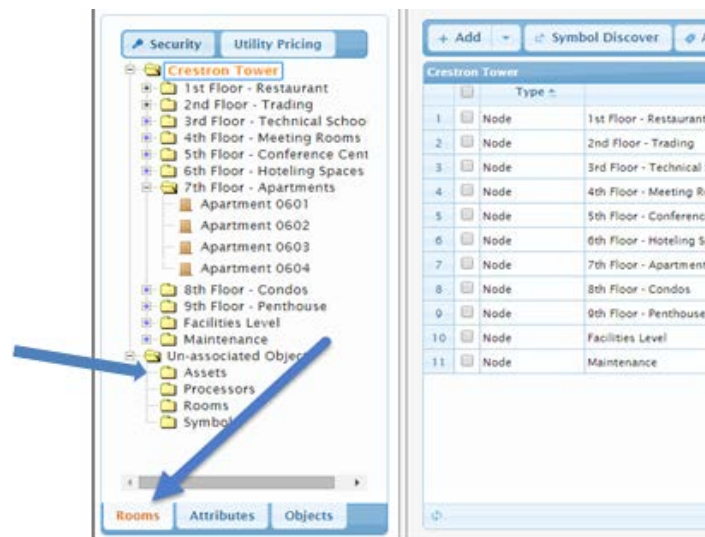 Security Utility Pricing
Crestron Tower
1st Floor - Restaurant
2nd Floor - Trading
3rd Floor - Technical Schoo
4th Floor - Meeting Rooms
5th Floor - Conference Cent
6th Floor - Hoteling Spaces
7th Floor - Apartments
Apartment 0601
Apartment 0602
Apartment 0603
Apartment 0604
8th Floor - Condos
9th Floor - Penthouse
Facilities Level
Maintenance
Un-associated Objec
Assets
Processors
Rooms
Symbol
Rooms Attributes Objects
+ Add Symbol Discover A
Crestron Tower
Type
1 Node 1st Floor - Restaurant
2 Node 2nd Floor - Trading
3 Node 3rd Floor - Technical
4 Node 4th Floor - Meeting R
5 Node 5th Floor - Conferenc
6 Node 6th Floor - Hoteling S
7 Node 7th Floor - Apartment
8 Node 8th Floor - Condos
9 Node 9th Floor - Penthouse
10 Node Facilities Level
11 Node Maintenance